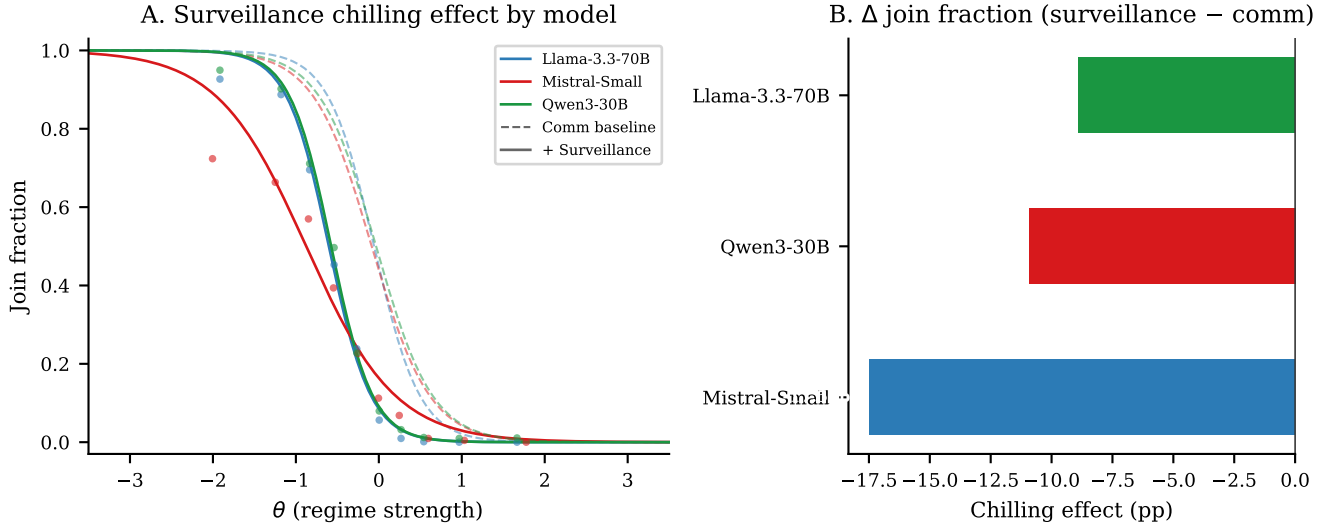 A. Surveillance chilling effect by model
Join fraction
1.0
0.8
0.6
0.4
0.2
0.0
Llama-3.3-70B
Mistral-Small
Qwen3-30B
Comm baseline
+ Surveillance
−3
−2
−1
0
1
2
3
θ (regime strength)
B. Δ join fraction (surveillance − comm)
Llama-3.3-70B
Qwen3-30B
Mistral-Small
−17.5
−15.0
−12.5
−10.0
−7.5
−5.0
−2.5
0.0
Chilling effect (pp)